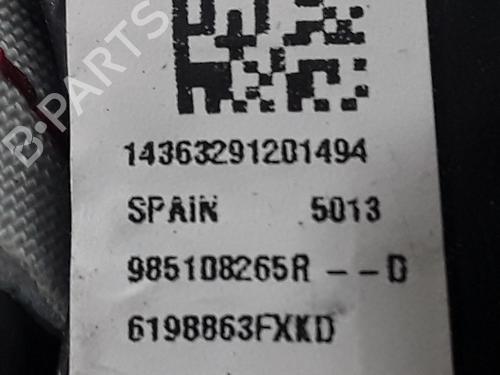 B-PARTS
14363291201494
SPAIN 5013
985108265R --D
6198863FXKD